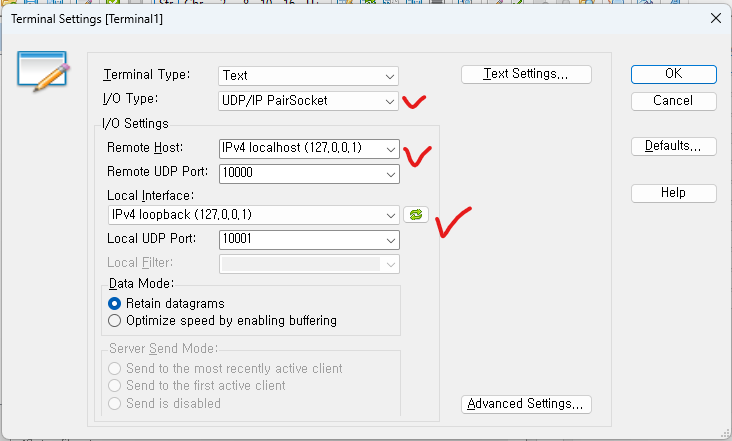 Terminal Settings [Terminal1]
Terminal Type: Text
Text Settings...
OK
I/O Type: UDP/IP PairSocket
Cancel
I/O Settings
Remote Host: IPv4 localhost (127,0,0,1)
Defaults...
Remote UDP Port: 10000
Help
Local Interface:
IPv4 loopback (127,0,0,1)
Local UDP Port: 10001
Local Filter:
Data Mode:
Retain datagrams
Optimize speed by enabling buffering
Server Send Mode:
Send to the most recently active client
Send to the first active client
Send is disabled
Advanced Settings...